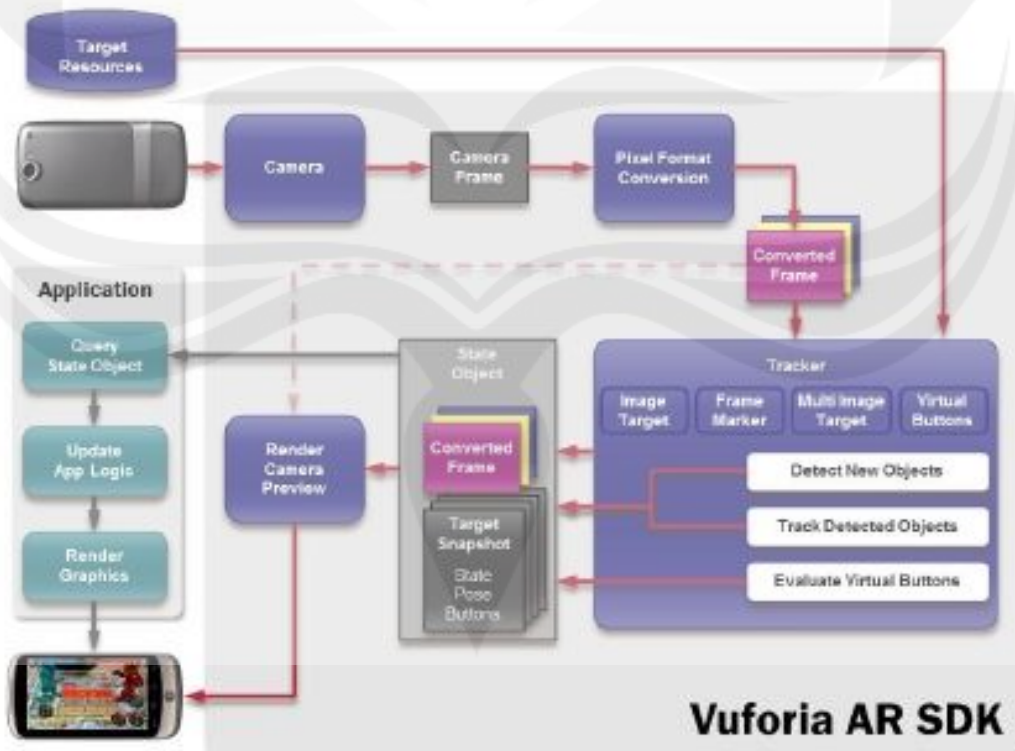 Target
Resources
Camera
Camera
Frame
Pixel Format
Conversion
Converted
Frame
Application
Query
State Object
Update
App Logic
Render
Graphics
Render
Camera
Preview
State
Object
Converted
Frame
Target
Snapshot
State
Pose
Buttons
Tracker
Image
Target
Frame
Marker
Multi Image
Target
Virtual
Buttons
Detect New Objects
Track Detected Objects
Evaluate Virtual Buttons
Vuforia AR SDK